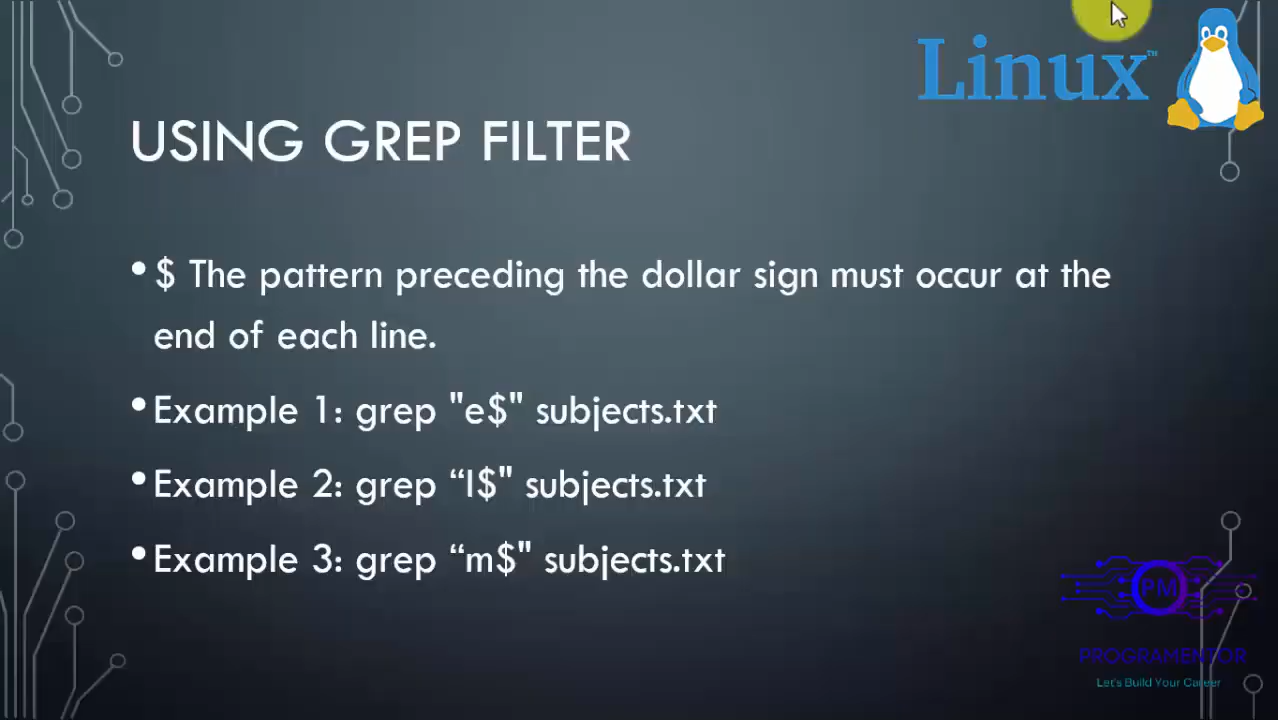 Linux™
USING GREP FILTER
• $ The pattern preceding the dollar sign must occur at the
end of each line.
• Example 1: grep "e$" subjects.txt
• Example 2: grep “l$" subjects.txt
• Example 3: grep “m$" subjects.txt
PM
PROGRAMENTOR
Let's Build Your Career